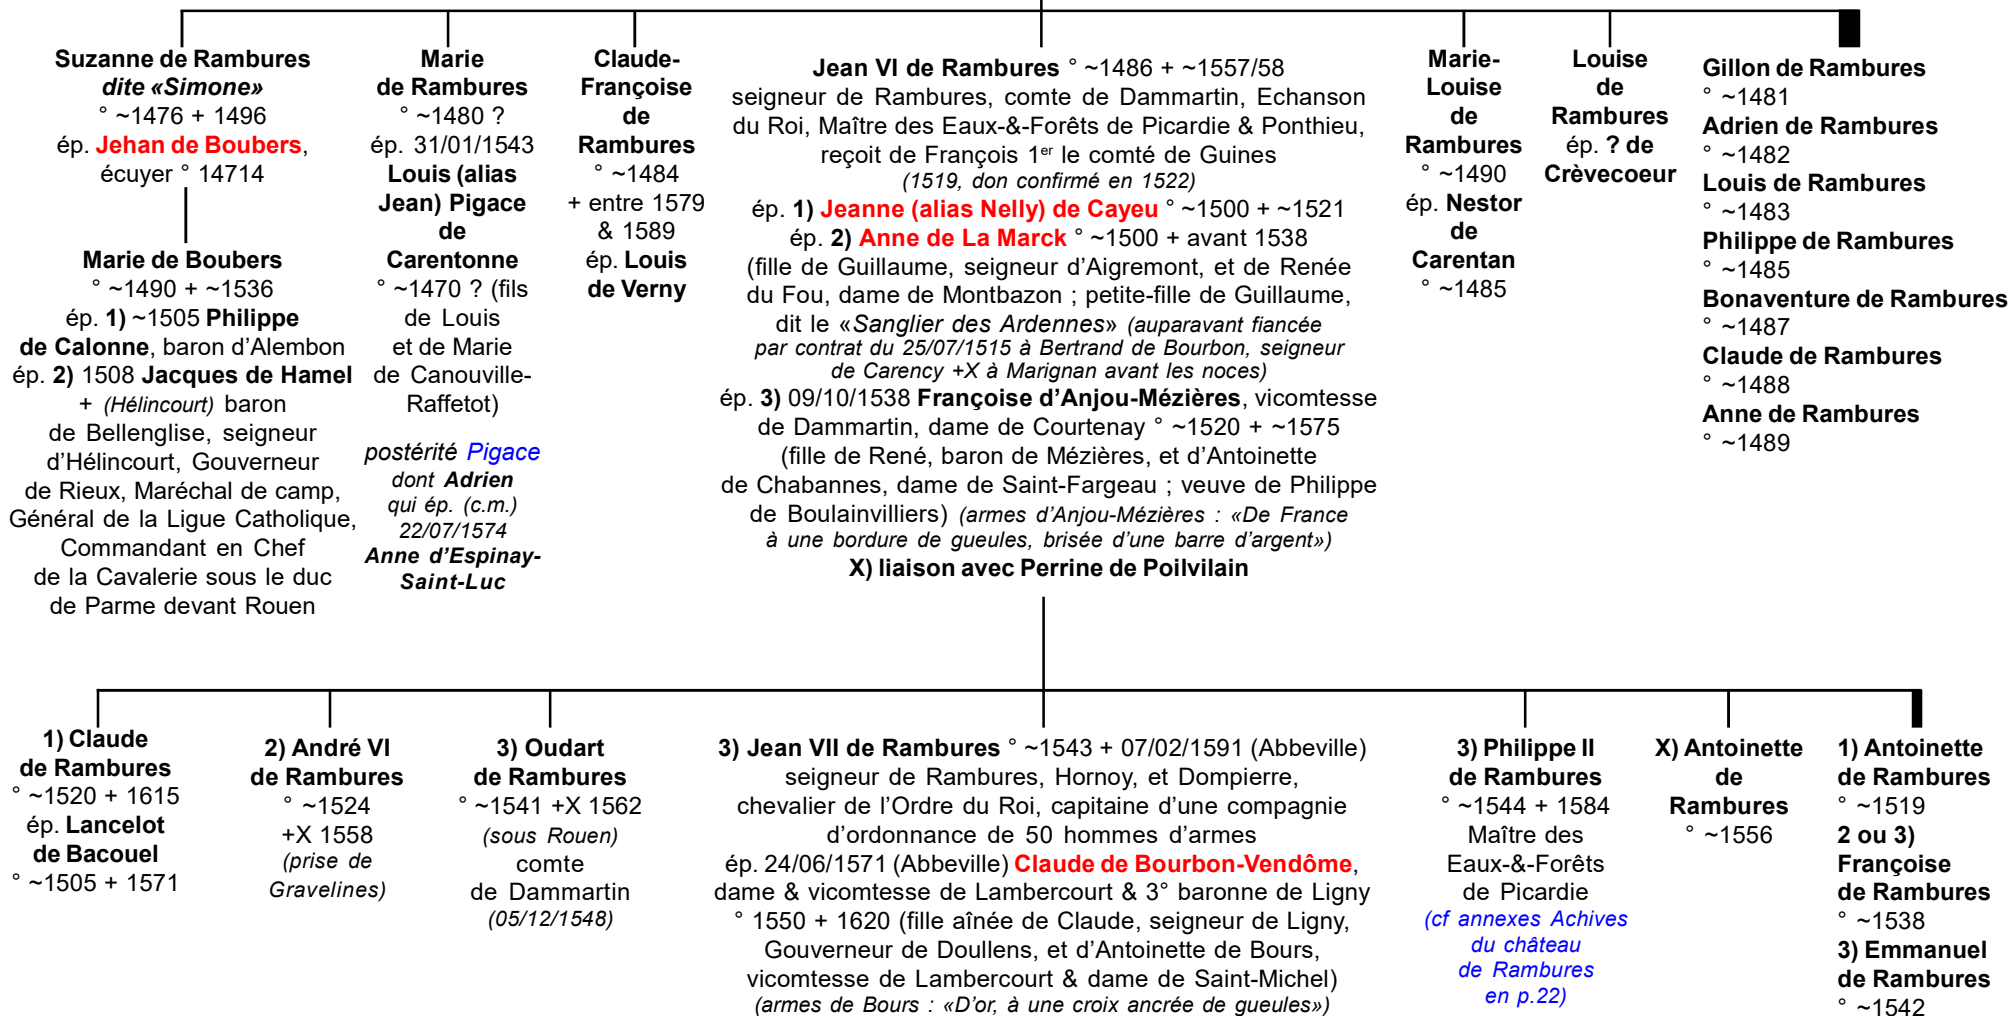 Suzanne de Rambures
dite «Simone»
° ~1476 + 1496
ép. Jehan de Boubers,
écuyer ° 14714
Marie de Boubers
° ~1490 + ~1536
ép. 1) ~1505 Philippe
de Calonne, baron d'Alembon
ép. 2) 1508 Jacques de Hamel
+ (Hélincourt) baron
de Bellenglise, seigneur
d'Hélincourt, Gouverneur
de Rieux, Maréchal de camp,
Général de la Ligue Catholique,
Commandant en Chef
de la Cavalerie sous le duc
de Parme devant Rouen
Marie
de Rambures
° ~1480 ?
ép. 31/01/1543
Louis (alias
Jean) Pigace
de
Carentonne
° ~1470 ? (fils
de Louis
et de Marie
de Canouville-
Raffetot)
postérité Pigace
dont Adrien
qui ép. (c.m.)
22/07/1574
Anne d'Espinay-
Saint-Luc
Claude-
Françoise
de
Rambures
° ~1484
+ entre 1579
& 1589
ép. Louis
de Verny
Jean VI de Rambures ° ~1486 + ~1557/58
seigneur de Rambures, comte de Dammartin, Echanson
du Roi, Maître des Eaux-&-Forêts de Picardie & Ponthieu,
reçoit de François 1er le comté de Guines
(1519, don confirmé en 1522)
ép. 1) Jeanne (alias Nelly) de Cayeu ° ~1500 + ~1521
ép. 2) Anne de La Marck ° ~1500 + avant 1538
(fille de Guillaume, seigneur d'Aigremont, et de Renée
du Fou, dame de Montbazon ; petite-fille de Guillaume,
dit le «Sanglier des Ardennes» (auparavant fiancée
par contrat du 25/07/1515 à Bertrand de Bourbon, seigneur
de Carency +X à Marignan avant les noces)
ép. 3) 09/10/1538 Françoise d'Anjou-Mézières, vicomtesse
de Dammartin, dame de Courtenay ° ~1520 + ~1575
(fille de René, baron de Mézières, et d'Antoinette
de Chabannes, dame de Saint-Fargeau ; veuve de Philippe
de Boulainvilliers) (armes d'Anjou-Mézières : «De France
à une bordure de gueules, brisée d'une barre d'argent»)
X) liaison avec Perrine de Poilvilain
Marie-
Louise
de
Rambures
° ~1490
ép. Nestor
de
Carentan
° ~1485
Louise
de
Rambures
ép. ? de
Crèvecoeur
Gillon de Rambures
° ~1481
Adrien de Rambures
° ~1482
Louis de Rambures
° ~1483
Philippe de Rambures
° ~1485
Bonaventure de Rambures
° ~1487
Claude de Rambures
° ~1488
Anne de Rambures
° ~1489
1) Claude
de Rambures
° ~1520 + 1615
ép. Lancelot
de Bacouel
° ~1505 + 1571
2) André VI
de Rambures
° ~1524
+X 1558
(prise de
Gravelines)
3) Oudart
de Rambures
° ~1541 +X 1562
(sous Rouen)
comte
de Dammartin
(05/12/1548)
3) Jean VII de Rambures ° ~1543 + 07/02/1591 (Abbeville)
seigneur de Rambures, Hornoy, et Dompierre,
chevalier de l'Ordre du Roi, capitaine d'une compagnie
d'ordonnance de 50 hommes d'armes
ép. 24/06/1571 (Abbeville) Claude de Bourbon-Vendôme,
dame & vicomtesse de Lambercourt & 3° baronne de Ligny
° 1550 + 1620 (fille aînée de Claude, seigneur de Ligny,
Gouverneur de Doullens, et d'Antoinette de Bours,
vicomtesse de Lambercourt & dame de Saint-Michel)
(armes de Bours : «D'or, à une croix ancrée de gueules»)
3) Philippe II
de Rambures
° ~1544 + 1584
Maître des
Eaux-&-Forêts
de Picardie
(cf annexes Achives
du château
de Rambures
en p.22)
X) Antoinette
de
Rambures
° ~1556
1) Antoinette
de Rambures
° ~1519
2 ou 3)
Françoise
de Rambures
° ~1538
3) Emmanuel
de Rambures
° ~1542